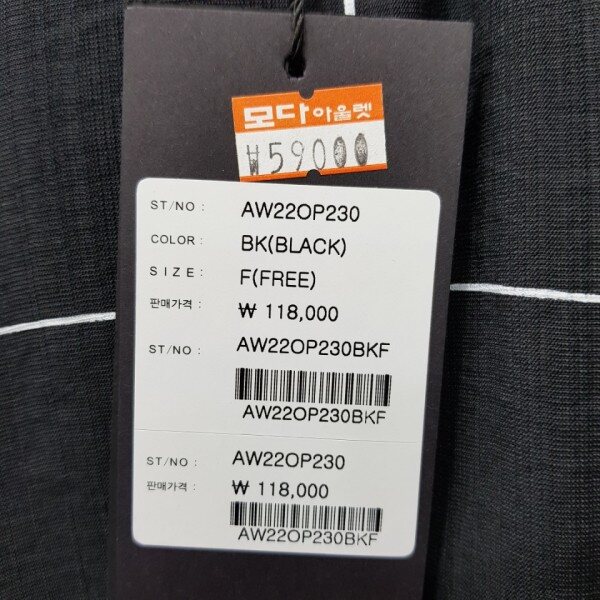 모다아울렛
₩59000
ST/NO : AW22OP230
COLOR : BK(BLACK)
SIZE : F(FREE)
판매가격 : ₩ 118,000
ST/NO : AW22OP230BKF
AW22OP230BKF
ST/NO : AW22OP230
판매가격 : ₩ 118,000
AW22OP230BKF